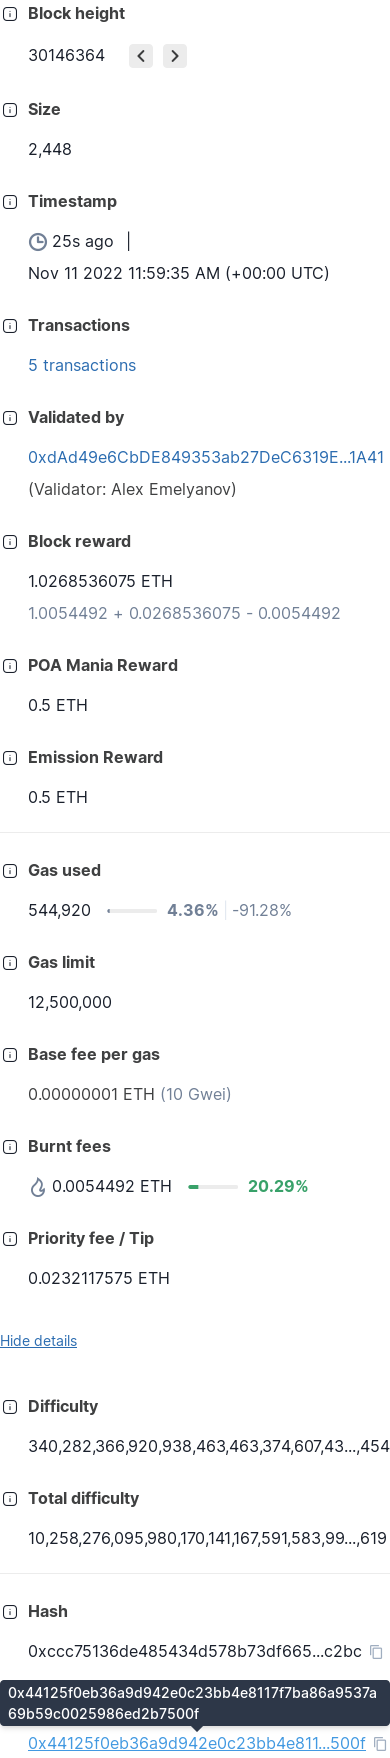 Block height
30146364
Size
2,448
Timestamp
25s ago |
Nov 11 2022 11:59:35 AM (+00:00 UTC)
Transactions
5 transactions
Validated by
0xdAd49e6CbDE849353ab27DeC6319E...1A41
(Validator: Alex Emelyanov)
Block reward
1.0268536075 ETH
1.0054492 + 0.0268536075 - 0.0054492
POA Mania Reward
0.5 ETH
Emission Reward
0.5 ETH
Gas used
544,920 4.36% -91.28%
Gas limit
12,500,000
Base fee per gas
0.00000001 ETH (10 Gwei)
Burnt fees
0.0054492 ETH 20.29%
Priority fee / Tip
0.0232117575 ETH
Hide details
Difficulty
340,282,366,920,938,463,463,374,607,43...,454
Total difficulty
10,258,276,095,980,170,141,167,591,583,99...,619
Hash
0xccc75136de485434d578b73df665...c2bc
0x44125f0eb36a9d942e0c23bb4e8117f7ba86a9537a
69b59c0025986ed2b7500f
0x44125f0eb36a9d942e0c23bb4e811...500f